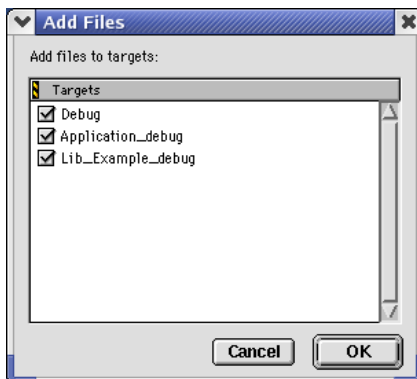 Add Files
Add files to targets:
Targets
Debug
Application_debug
Lib_Example_debug
Cancel
OK